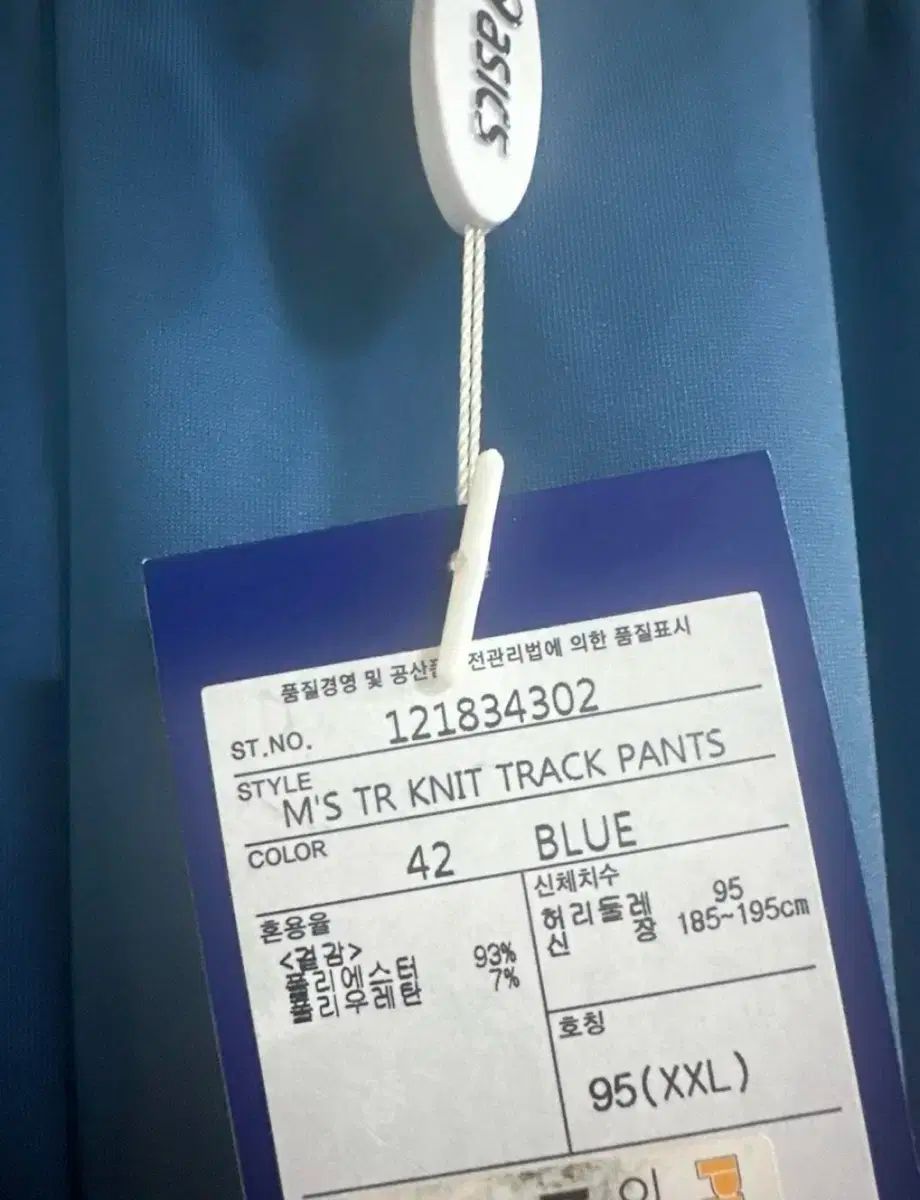 asics
품질경영 및 공산품 전관리법에 의한 품질표시
ST.NO. 121834302
STYLE
M'S TR KNIT TRACK PANTS
COLOR 42 BLUE
혼용율
<겉감>
폴리에스터 93%
폴리우레탄 7%
신체치수
허리둘레 95
신 장 185~195cm
호칭
95(XXL)